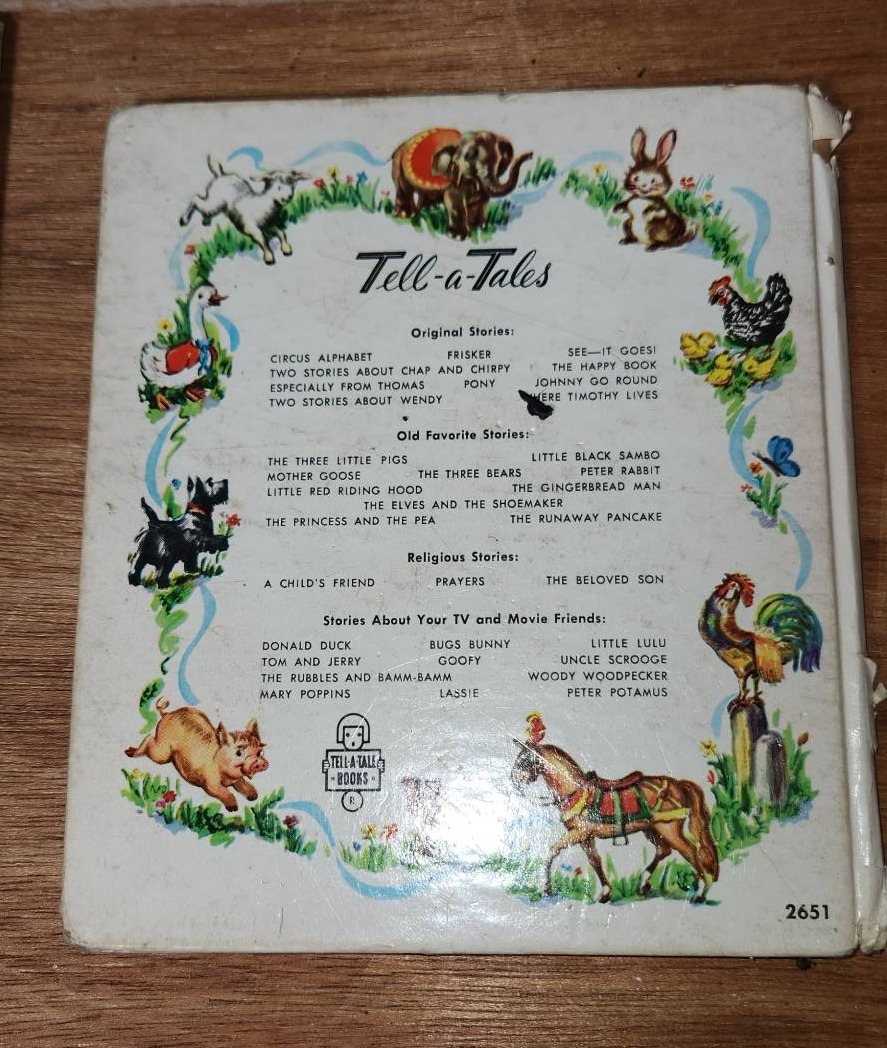 Tell-a-Tales
Original Stories:
CIRCUS ALPHABET FRISKER SEE—IT GOES!
TWO STORIES ABOUT CHAP AND CHIRPY THE HAPPY BOOK
ESPECIALLY FROM THOMAS PONY JOHNNY GO ROUND
TWO STORIES ABOUT WENDY TIMOTHY LIVES
Old Favorite Stories:
THE THREE LITTLE PIGS LITTLE BLACK SAMBO
MOTHER GOOSE THE THREE BEARS PETER RABBIT
LITTLE RED RIDING HOOD THE GINGERBREAD MAN
THE ELVES AND THE SHOEMAKER
THE PRINCESS AND THE PEA THE RUNAWAY PANCAKE
Religious Stories:
A CHILD'S FRIEND PRAYERS THE BELOVED SON
Stories About Your TV and Movie Friends:
DONALD DUCK BUGS BUNNY LITTLE LULU
TOM AND JERRY GOOFY UNCLE SCROOGE
THE RUBBLES AND BAMM-BAMM WOODY WOODPECKER
MARY POPPINS LASSIE PETER POTAMUS
TELL-A-TALE
BOOKS
R
2651